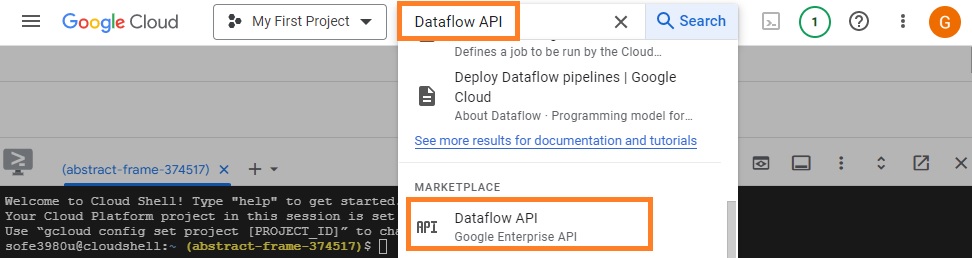 Google Cloud
My First Project
Dataflow API
Search
1
G
Defines a job to be run by the Cloud…
Deploy Dataflow pipelines | Google
Cloud
About Dataflow · Programming model for…
See more results for documentation and tutorials
(abstract-frame-374517)
MARKETPLACE
API
Dataflow API
Google Enterprise API
Welcome to Cloud Shell! Type "help" to get started.
Your Cloud Platform project in this session is set
Use “gcloud config set project [PROJECT_ID]” to cha
sofe3980u@cloudshell:~ (abstract-frame-374517)$